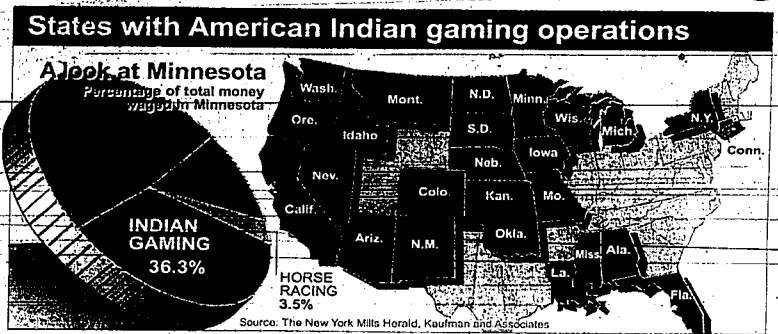 States with American Indian gaming operations
A look at Minnesota
Percentage of total money
waged in Minnesota
INDIAN
GAMING
36.3%
HORSE
RACING
3.5%
Wash.
Mont.
N.D.
Minn.
Ore.
Idaho
S.D.
Wis.
Mich.
N.Y.
Conn.
Nev.
Neb.
Iowa
Calif.
Colo.
Kan.
Mo.
Ariz.
N.M.
Okla.
La.
Miss.
Ala.
Fla.
Source: The New York Mills Herald, Kaufman and Associates